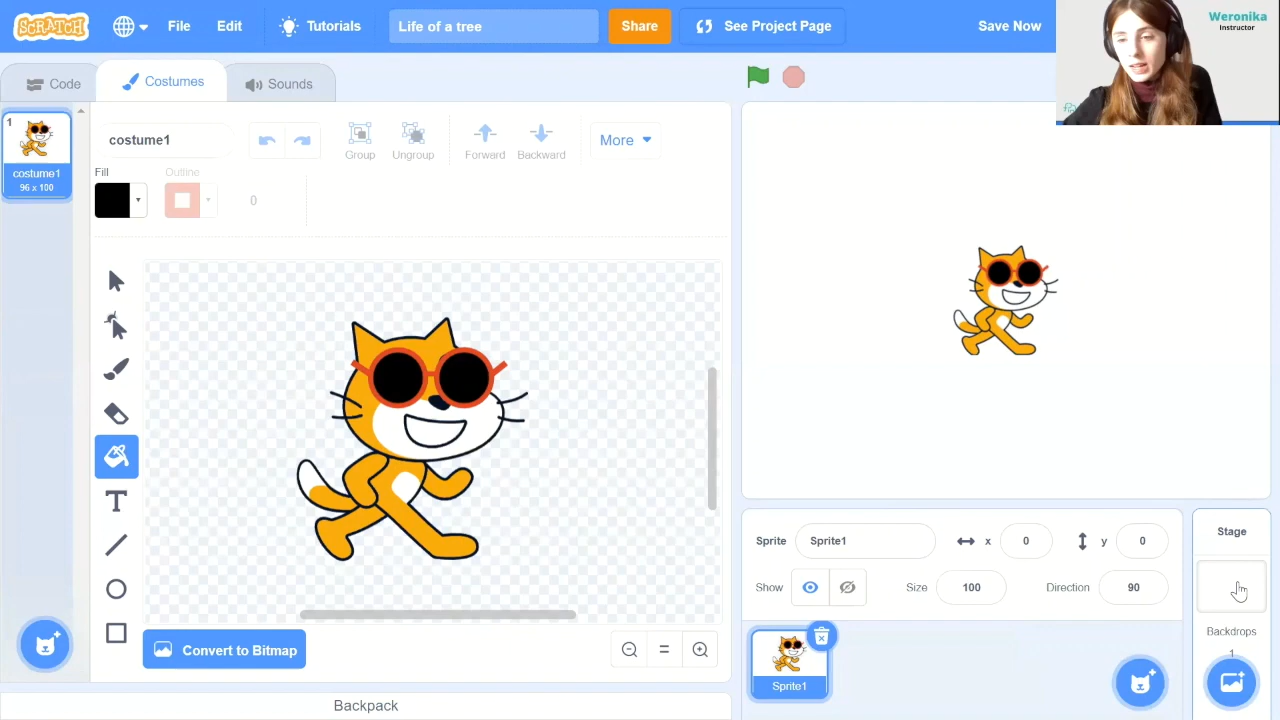 SCRATCH
File
Edit
Tutorials
Life of a tree
Share
See Project Page
Save Now
Weronika
Instructor
Code
Costumes
Sounds
1
costume1
96 x 100
costume1
Group
Ungroup
Forward
Backward
More
Fill
Outline
0
Convert to Bitmap
Backpack
Sprite
Sprite1
x
0
y
0
Show
Size
100
Direction
90
Sprite1
Stage
Backdrops
1